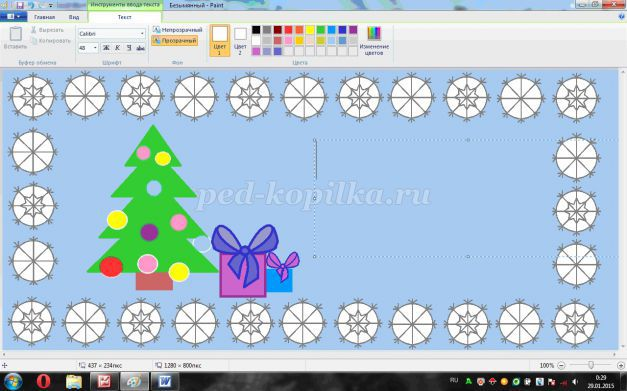 Инструменты ввода текста Безымянный - Paint
Главная Вид Текст
Вставить
Вырезать
Копировать
Буфер обмена
Calibri
48 Ж К Ч abc
Шрифт
Непрозрачный
Прозрачный
Фон
Цвет 1
Цвет 2
Изменение цветов
Цвета
ped-kopilka.ru
437 × 234пкс 1280 × 800пкс 100%
RU 0:29
29.01.2015